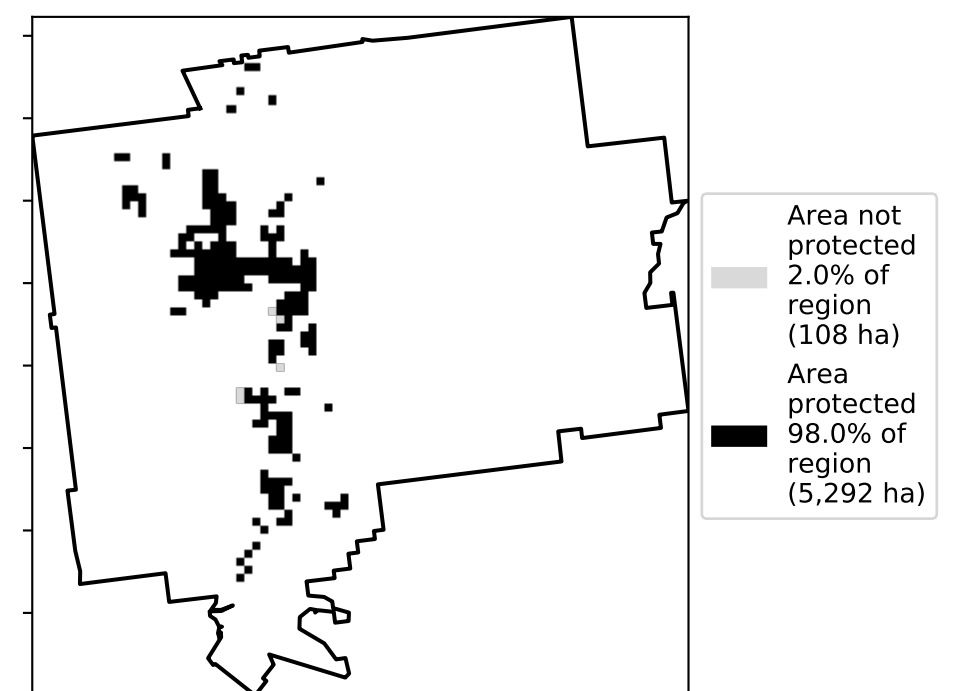 Area not
protected
2.0% of
region
(108 ha)
Area
protected
98.0% of
region
(5,292 ha)